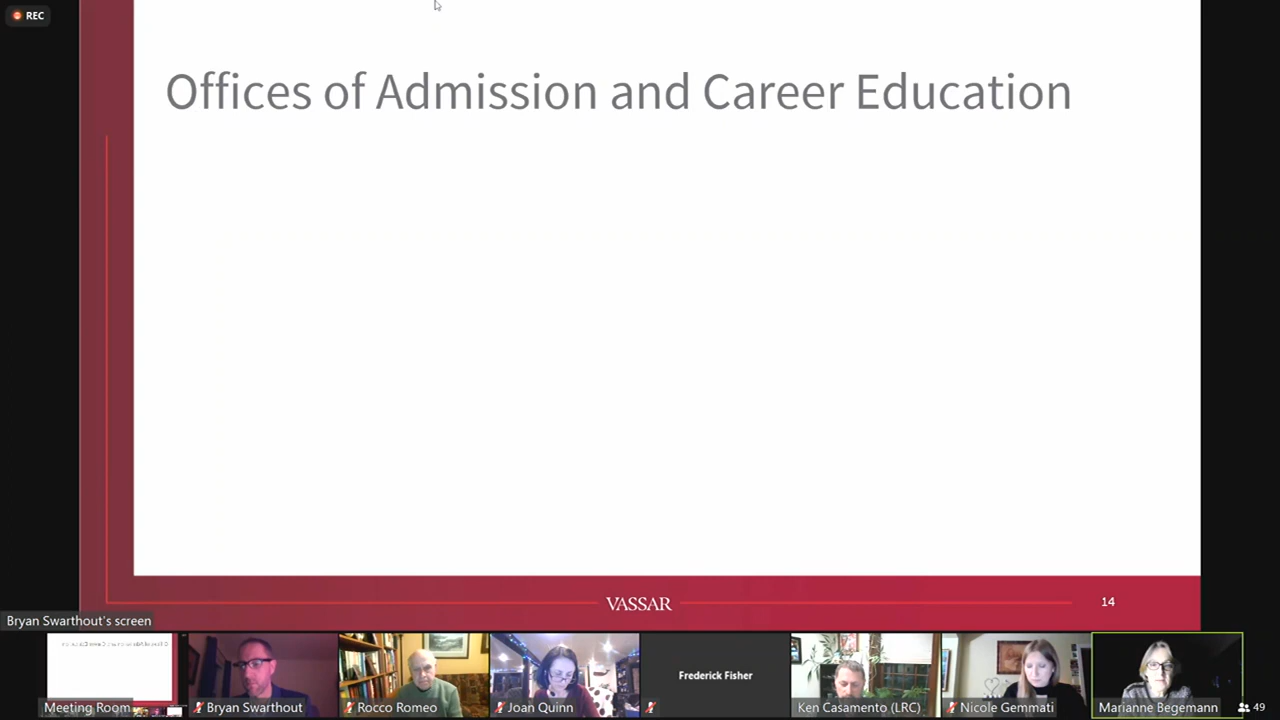 REC
Offices of Admission and Career Education
VASSAR
14
Bryan Swarthout's screen
Frederick Fisher
Meeting Room
Bryan Swarthout
Rocco Romeo
Joan Quinn
Ken Casamento (LRC)
Nicole Gemmati
Marianne Begemann
49